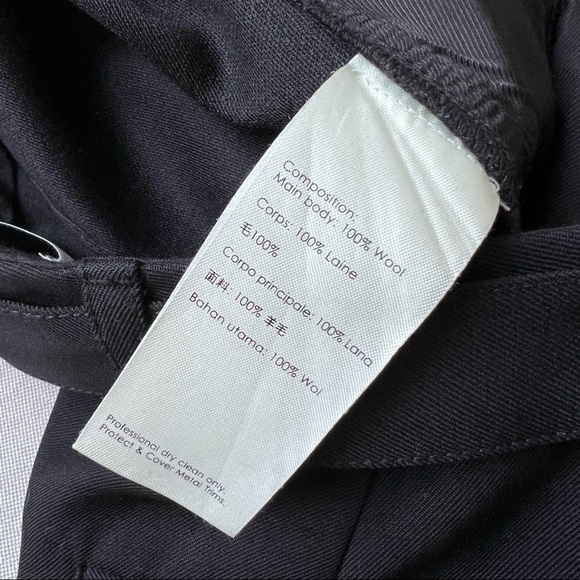 Composition:
Main body: 100% Wool
Corps: 100% Laine
毛100%
Corpo principale: 100% Lana
面料: 100% 羊毛
Bahan utama: 100% Wol
Professional dry clean only.
Protect & Cover Metal Trims.